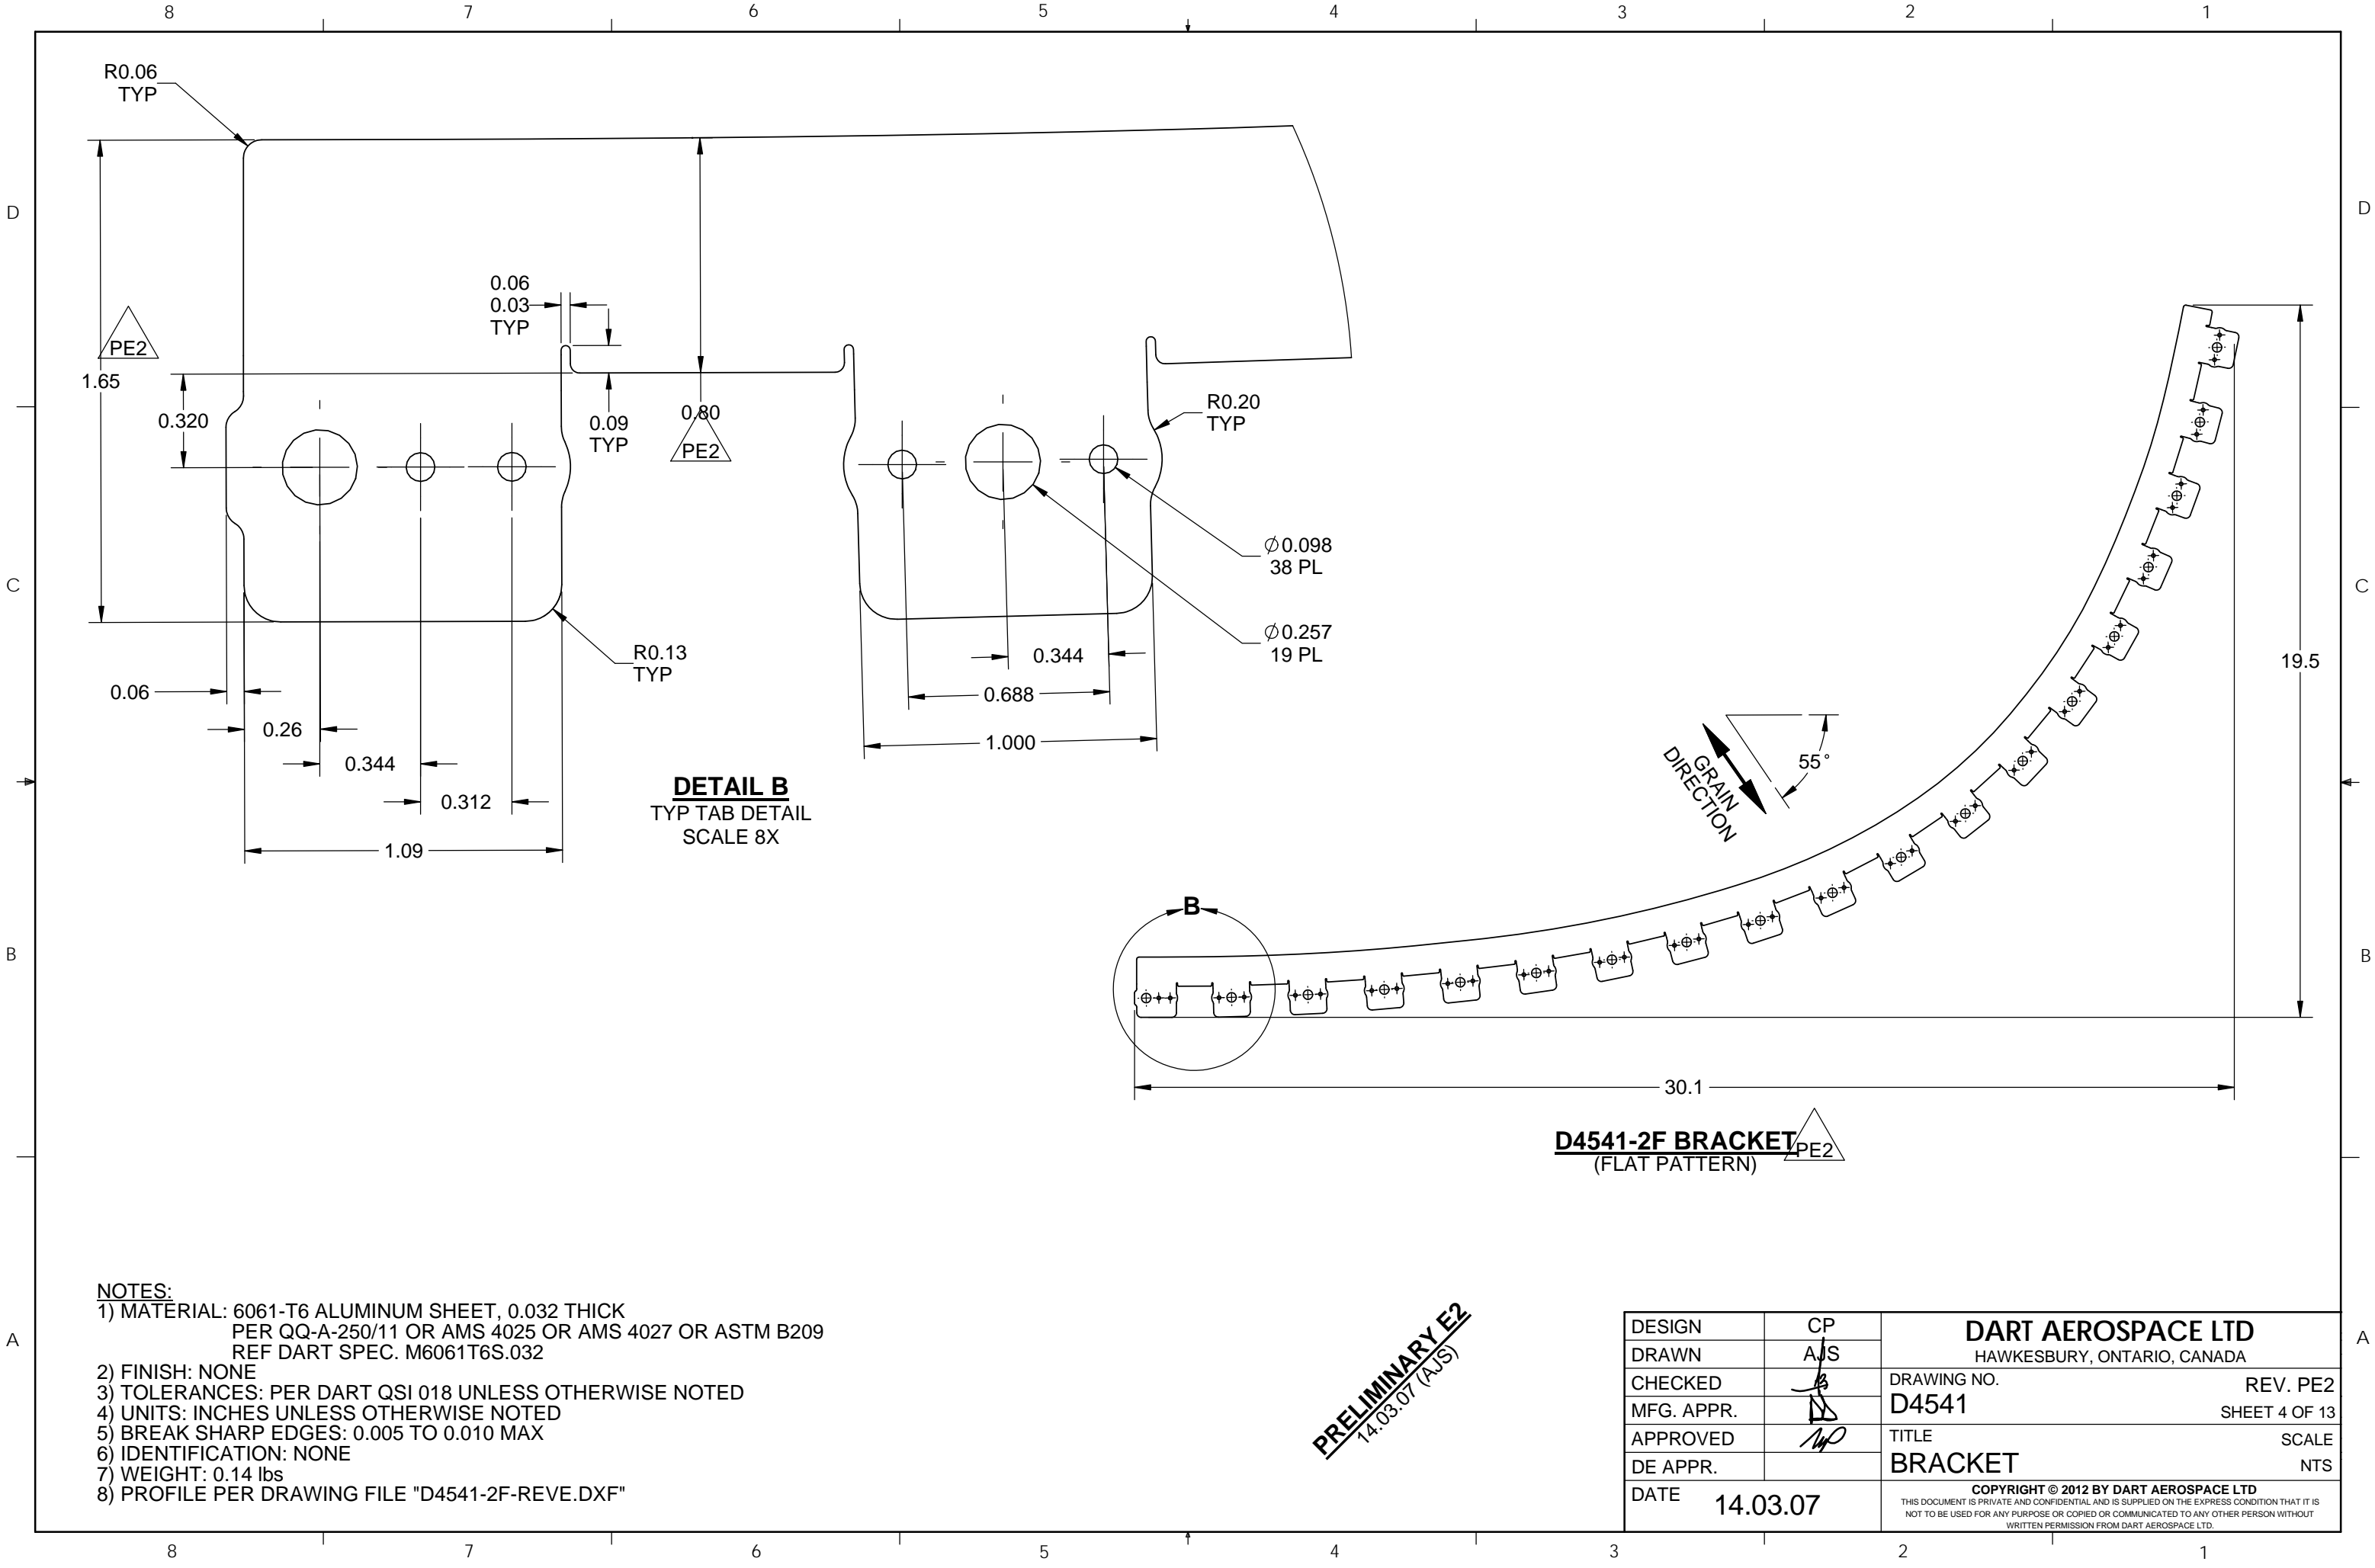 8 7 6 5 4 3 2 1
D
C
B
A
D
C
B
A
R0.06
TYP
PE2
1.65
0.320
0.06
0.03
TYP
0.09
TYP
0.80
PE2
R0.20
TYP
Ø0.098
38 PL
Ø0.257
19 PL
R0.13
TYP
0.06
0.26
0.344
0.312
1.09
0.344
0.688
1.000
DETAIL B
TYP TAB DETAIL
SCALE 8X
GRAIN
DIRECTION
55°
19.5
B
30.1
D4541-2F BRACKET
PE2
(FLAT PATTERN)
NOTES:
1) MATERIAL: 6061-T6 ALUMINUM SHEET, 0.032 THICK
PER QQ-A-250/11 OR AMS 4025 OR AMS 4027 OR ASTM B209
REF DART SPEC. M6061T6S.032
2) FINISH: NONE
3) TOLERANCES: PER DART QSI 018 UNLESS OTHERWISE NOTED
4) UNITS: INCHES UNLESS OTHERWISE NOTED
5) BREAK SHARP EDGES: 0.005 TO 0.010 MAX
6) IDENTIFICATION: NONE
7) WEIGHT: 0.14 lbs
8) PROFILE PER DRAWING FILE "D4541-2F-REVE.DXF"
PRELIMINARY E2
14.03.07 (AJS)
DESIGN CP
DRAWN AJS
CHECKED
MFG. APPR.
APPROVED
DE APPR.
DATE 14.03.07
DART AEROSPACE LTD
HAWKESBURY, ONTARIO, CANADA
DRAWING NO. REV. PE2
D4541 SHEET 4 OF 13
TITLE SCALE
BRACKET NTS
COPYRIGHT © 2012 BY DART AEROSPACE LTD
THIS DOCUMENT IS PRIVATE AND CONFIDENTIAL AND IS SUPPLIED ON THE EXPRESS CONDITION THAT IT IS
NOT TO BE USED FOR ANY PURPOSE OR COPIED OR COMMUNICATED TO ANY OTHER PERSON WITHOUT
WRITTEN PERMISSION FROM DART AEROSPACE LTD.
8 7 6 5 4 3 2 1